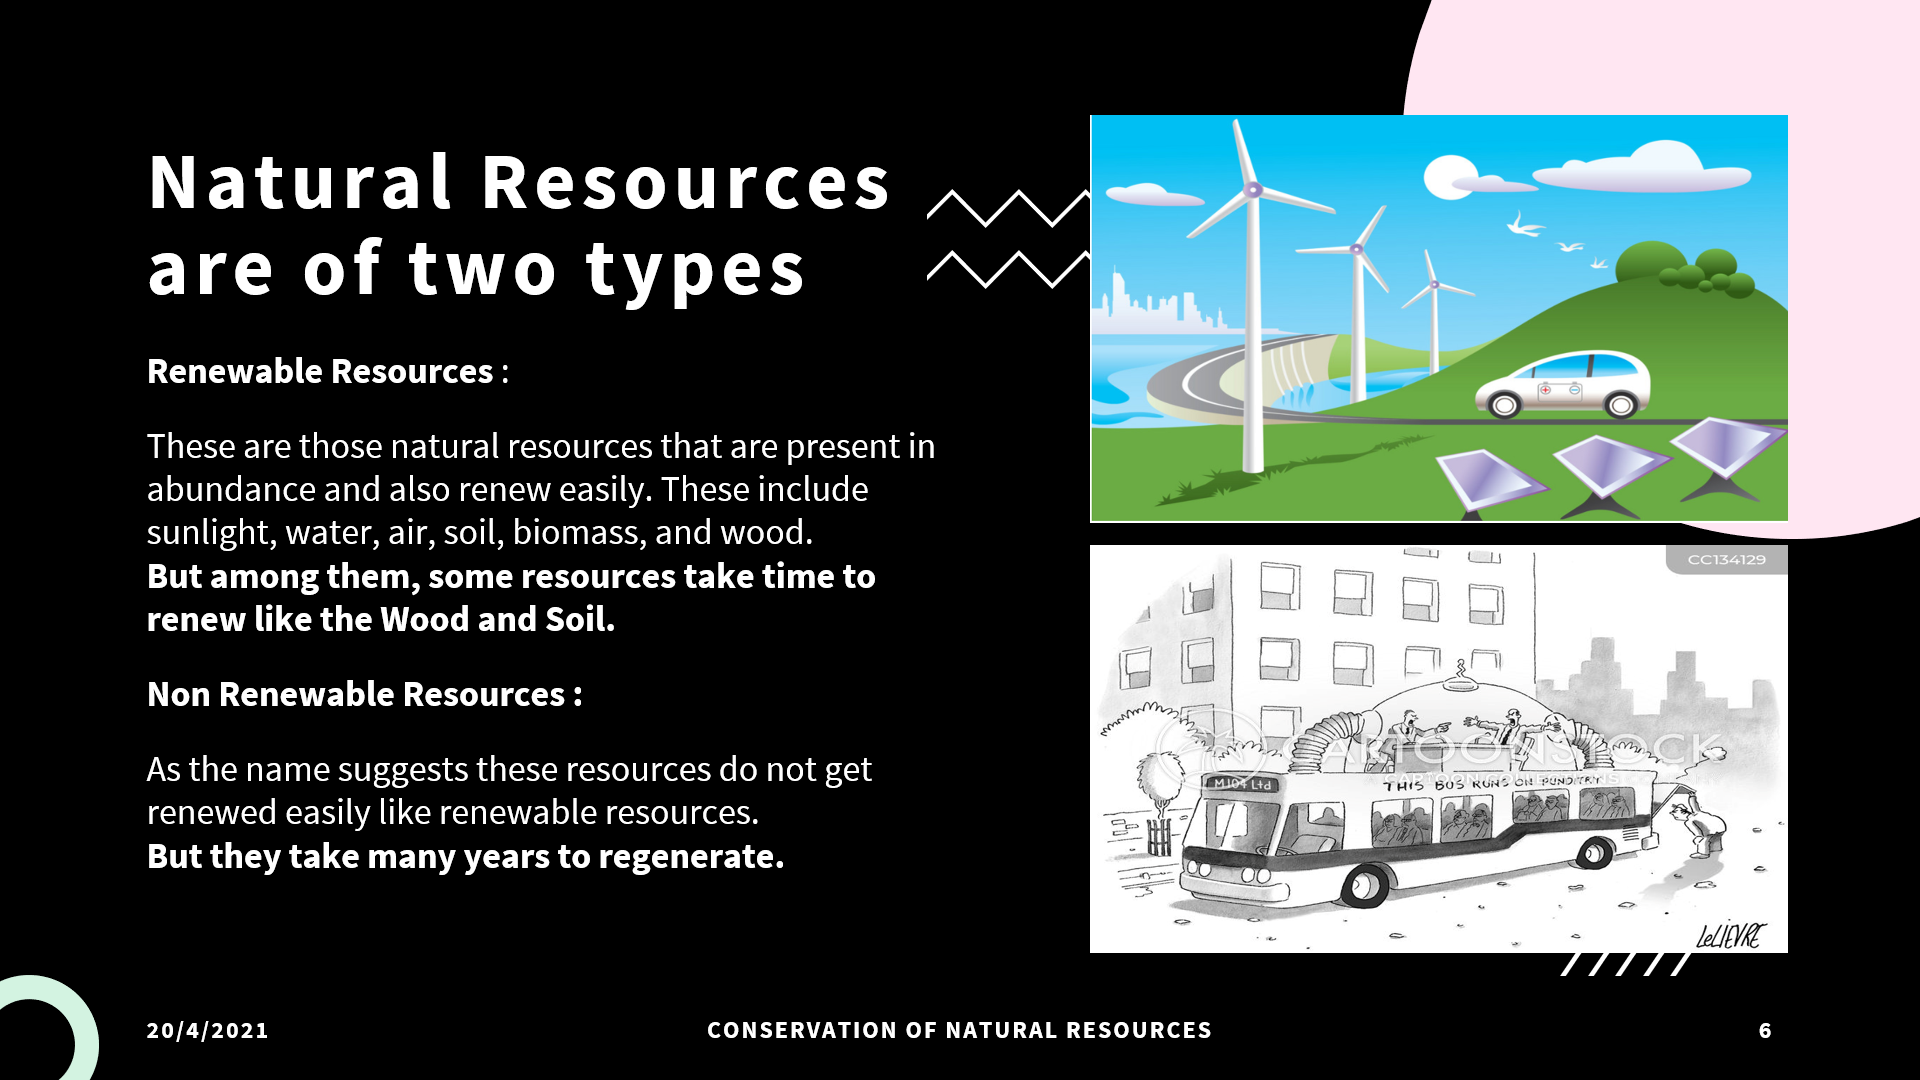 Natural Resources
are of two types
Renewable Resources :
These are those natural resources that are present in
abundance and also renew easily. These include
sunlight, water, air, soil, biomass, and wood.
But among them, some resources take time to
renew like the Wood and Soil.
Non Renewable Resources :
As the name suggests these resources do not get
renewed easily like renewable resources.
But they take many years to regenerate.
CC134129
CARTOONSTOCK
M104 Ltd
THIS BUS RUNS ON PUNDITRY
LeLIEVRE
20/4/2021
CONSERVATION OF NATURAL RESOURCES
6